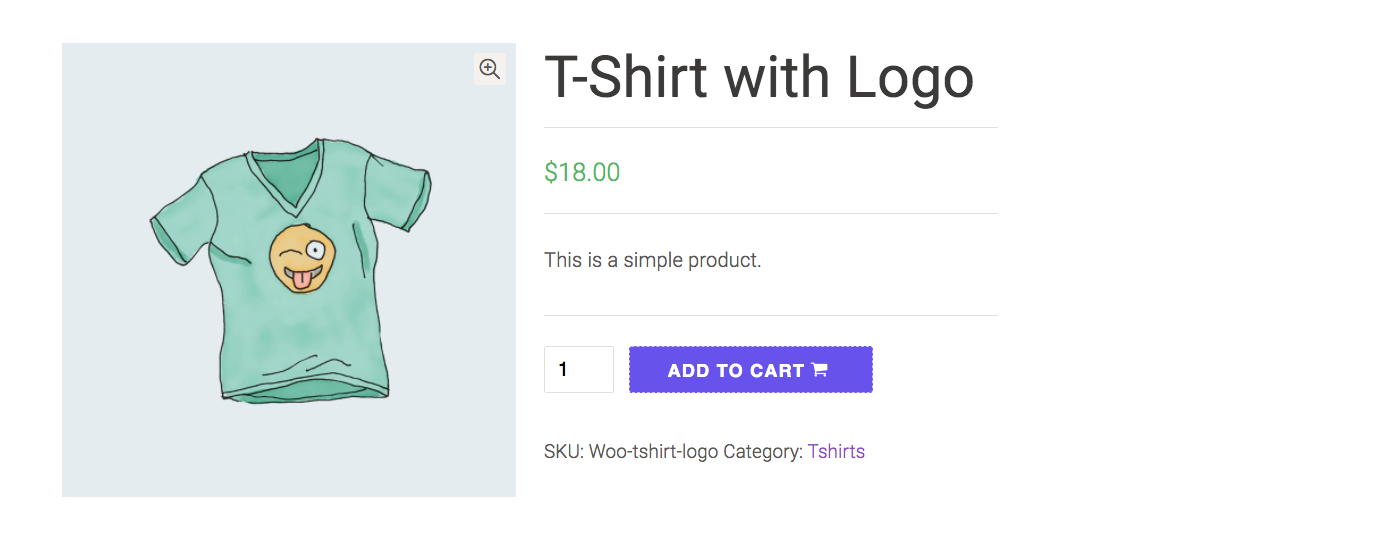 T-Shirt with Logo
$18.00
This is a simple product.
1
ADD TO CART
SKU: Woo-tshirt-logo Category: Tshirts